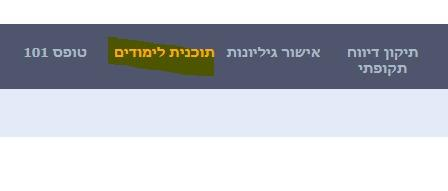 תיקון דיווח תקופתי
אישור גיליונות
תוכנית לימודים
טופס 101